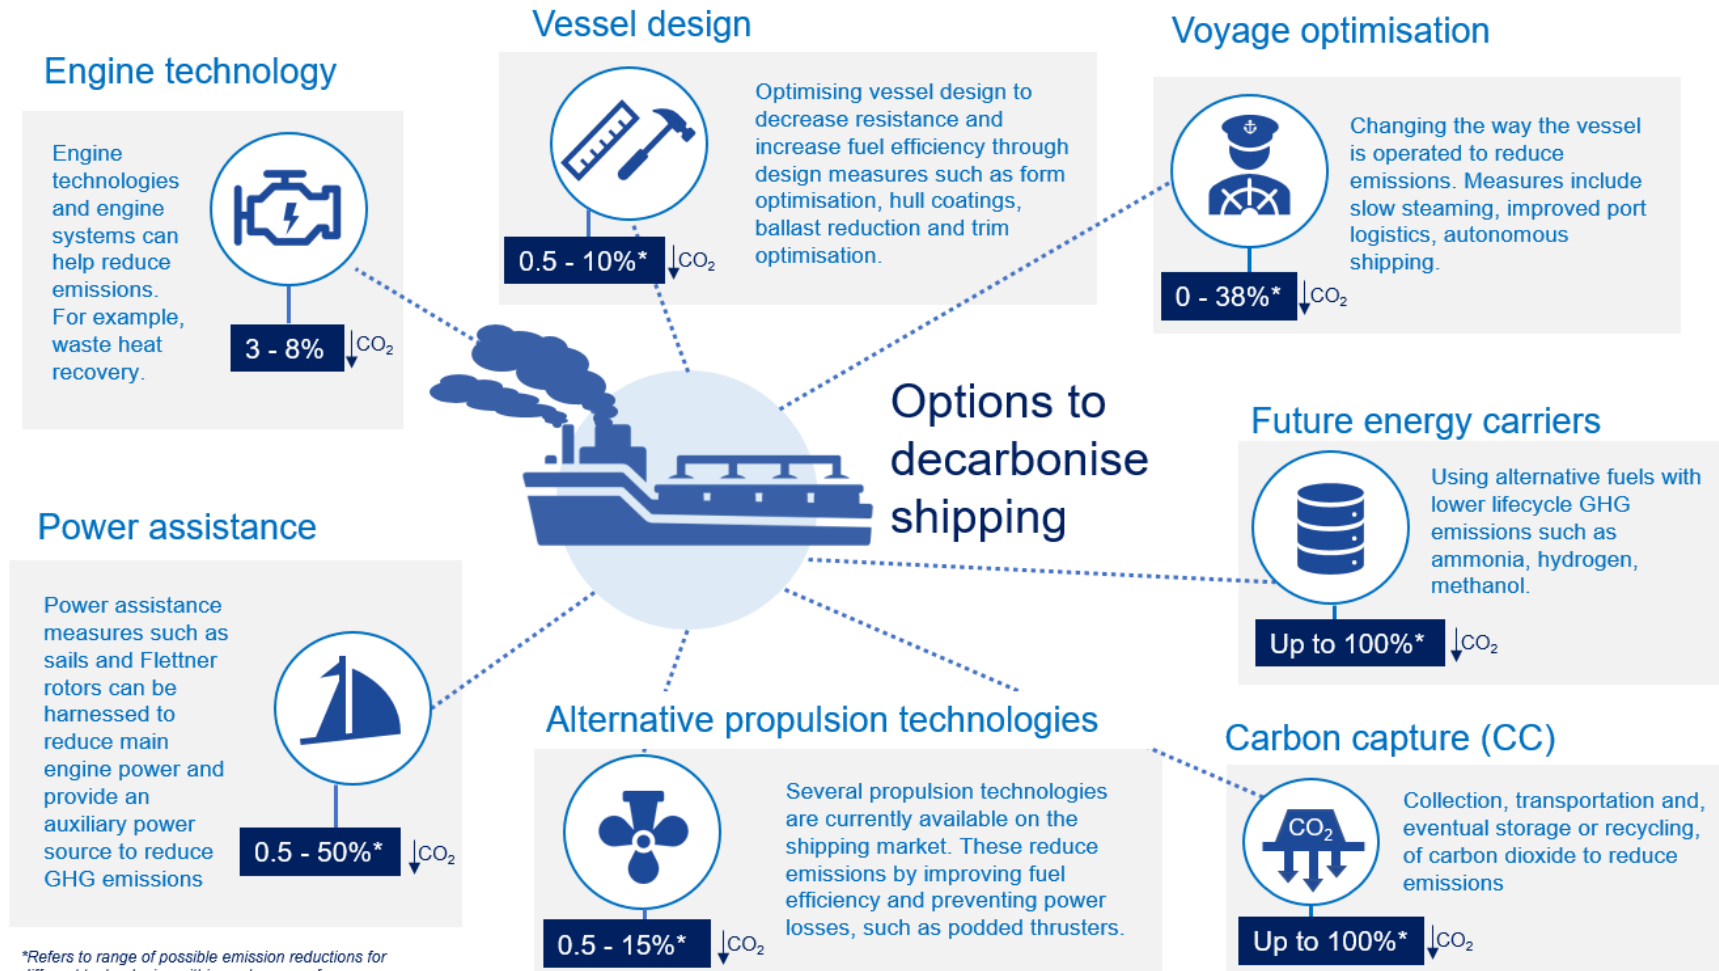 Vessel design
Voyage optimisation
Engine technology
Optimising vessel design to
decrease resistance and
increase fuel efficiency through
design measures such as form
optimisation, hull coatings,
ballast reduction and trim
optimisation.
0.5 - 10%*
CO₂
Changing the way the vessel
is operated to reduce
emissions. Measures include
slow steaming, improved port
logistics, autonomous
shipping.
0 - 38%*
CO₂
Engine
technologies
and engine
systems can
help reduce
emissions.
For example,
waste heat
recovery.
3 - 8%
CO₂
Options to
decarbonise
shipping
Future energy carriers
Using alternative fuels with
lower lifecycle GHG
emissions such as
ammonia, hydrogen,
methanol.
Up to 100%*
CO₂
Power assistance
Power assistance
measures such as
sails and Flettner
rotors can be
harnessed to
reduce main
engine power and
provide an
auxiliary power
source to reduce
GHG emissions
0.5 - 50%*
CO₂
Alternative propulsion technologies
Several propulsion technologies
are currently available on the
shipping market. These reduce
emissions by improving fuel
efficiency and preventing power
losses, such as podded thrusters.
0.5 - 15%*
CO₂
Carbon capture (CC)
CO₂
Collection, transportation and,
eventual storage or recycling,
of carbon dioxide to reduce
emissions
Up to 100%*
CO₂
*Refers to range of possible emission reductions for